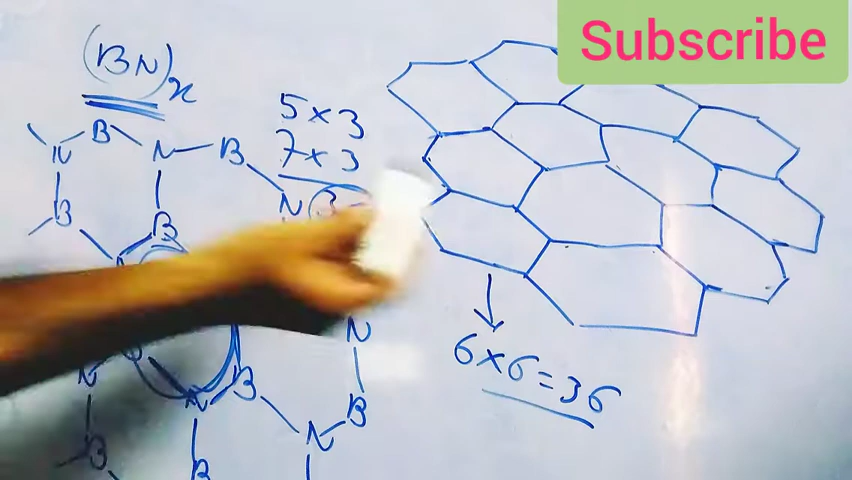 Subscribe
(BN)x
5 x 3
7 x 3
N B N B
N B
B B
N
B N B B
B N
B
6 x 6 = 36